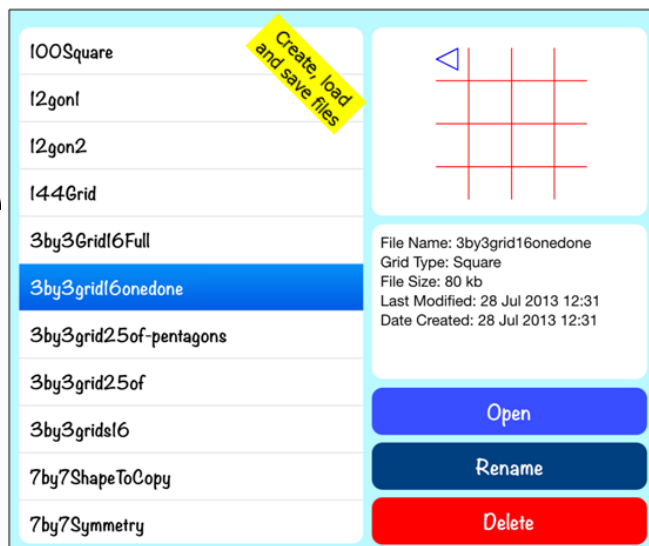 100Square
12gon1
12gon2
144Grid
3by3Grid16Full
3by3grid16onedone
3by3grid25of-pentagons
3by3grid25of
3by3grids16
7by7ShapeToCopy
7by7Symmetry
Create, load
and save files
File Name: 3by3grid16onedone
Grid Type: Square
File Size: 80 kb
Last Modified: 28 Jul 2013 12:31
Date Created: 28 Jul 2013 12:31
Open
Rename
Delete